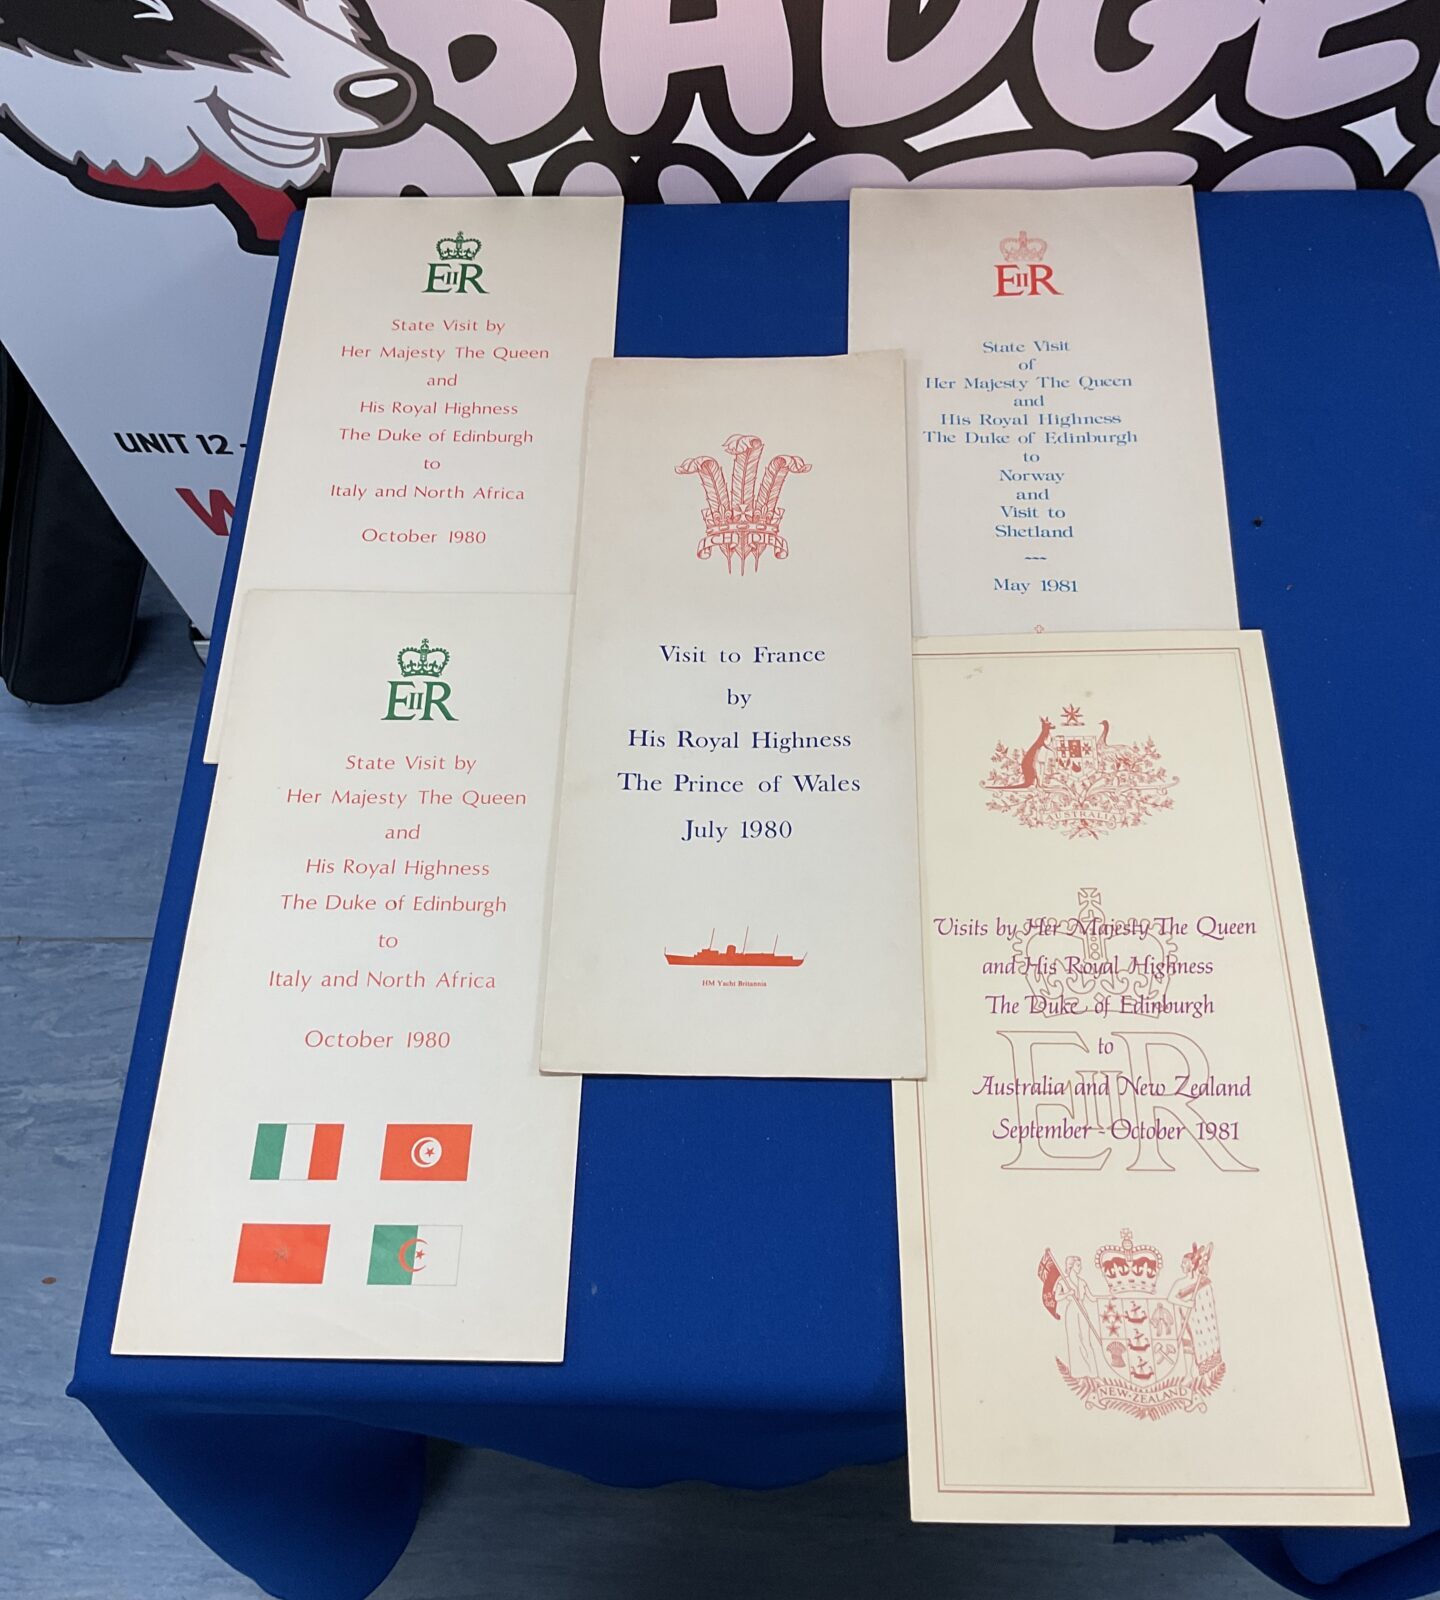 BADGE
UNIT 12 -
W
EIIR
State Visit by
Her Majesty The Queen
and
His Royal Highness
The Duke of Edinburgh
to
Italy and North Africa
October 1980
EIIR
State Visit
of
Her Majesty The Queen
and
His Royal Highness
The Duke of Edinburgh
to
Norway
and
Visit to
Shetland
May 1981
ICH DIEN
Visit to France
by
His Royal Highness
The Prince of Wales
July 1980
HM Yacht Britannia
EIIR
State Visit by
Her Majesty The Queen
and
His Royal Highness
The Duke of Edinburgh
to
Italy and North Africa
October 1980
AUSTRALIA
Visits by Her Majesty The Queen
and His Royal Highness
The Duke of Edinburgh
to
Australia and New Zealand
September - October 1981
EIIR
NEW·ZEALAND